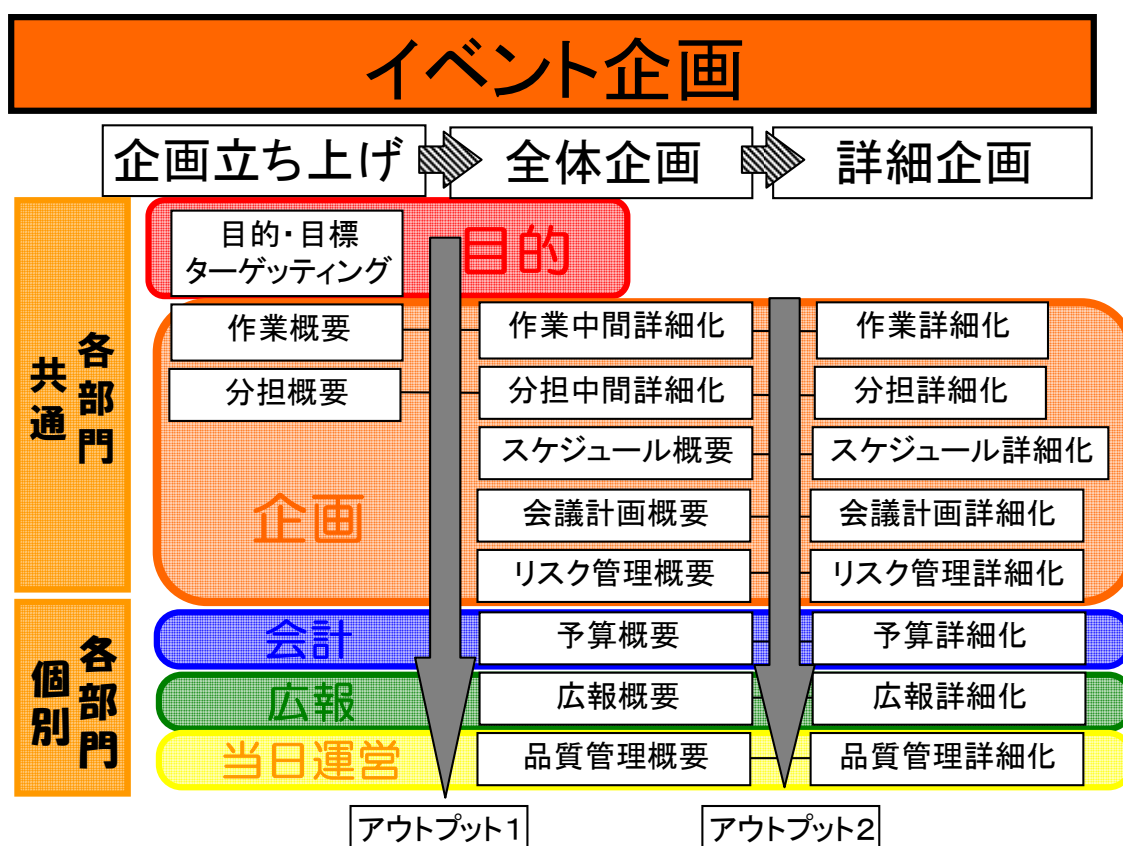 イベント企画
企画立ち上げ
全体企画
詳細企画
各部門
共通
目的・目標
ターゲッティング
目的
作業概要
作業中間詳細化
作業詳細化
分担概要
分担中間詳細化
分担詳細化
スケジュール概要
スケジュール詳細化
企画
会議計画概要
会議計画詳細化
リスク管理概要
リスク管理詳細化
各部門
個別
会計
予算概要
予算詳細化
広報
広報概要
広報詳細化
当日運営
品質管理概要
品質管理詳細化
アウトプット1
アウトプット2